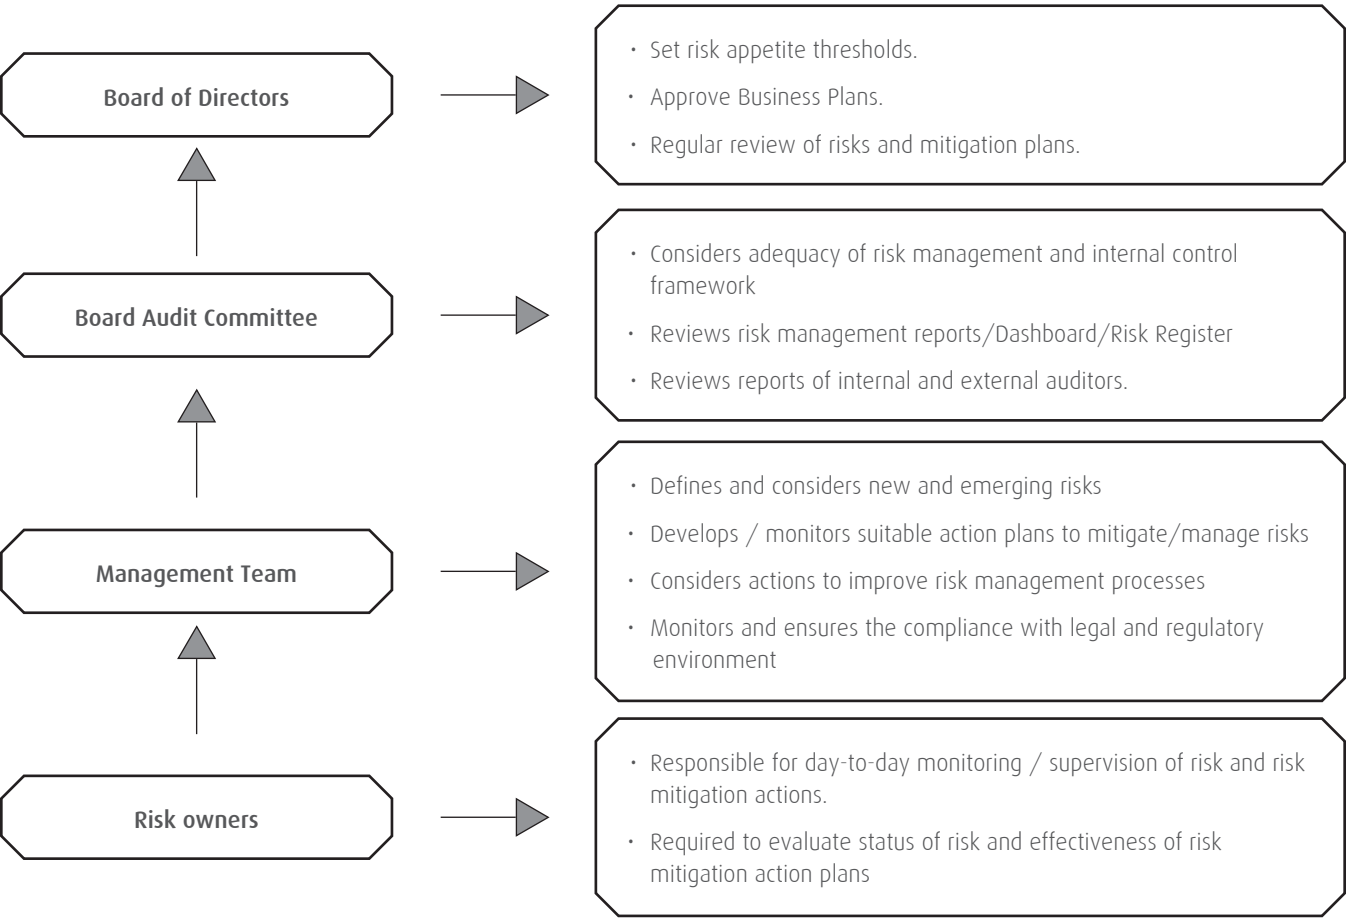 Board of Directors
• Set risk appetite thresholds.
• Approve Business Plans.
• Regular review of risks and mitigation plans.
Board Audit Committee
• Considers adequacy of risk management and internal control
framework
• Reviews risk management reports/Dashboard/Risk Register
• Reviews reports of internal and external auditors.
Management Team
• Defines and considers new and emerging risks
• Develops / monitors suitable action plans to mitigate/manage risks
• Considers actions to improve risk management processes
• Monitors and ensures the compliance with legal and regulatory
environment
Risk owners
• Responsible for day-to-day monitoring / supervision of risk and risk
mitigation actions.
• Required to evaluate status of risk and effectiveness of risk
mitigation action plans